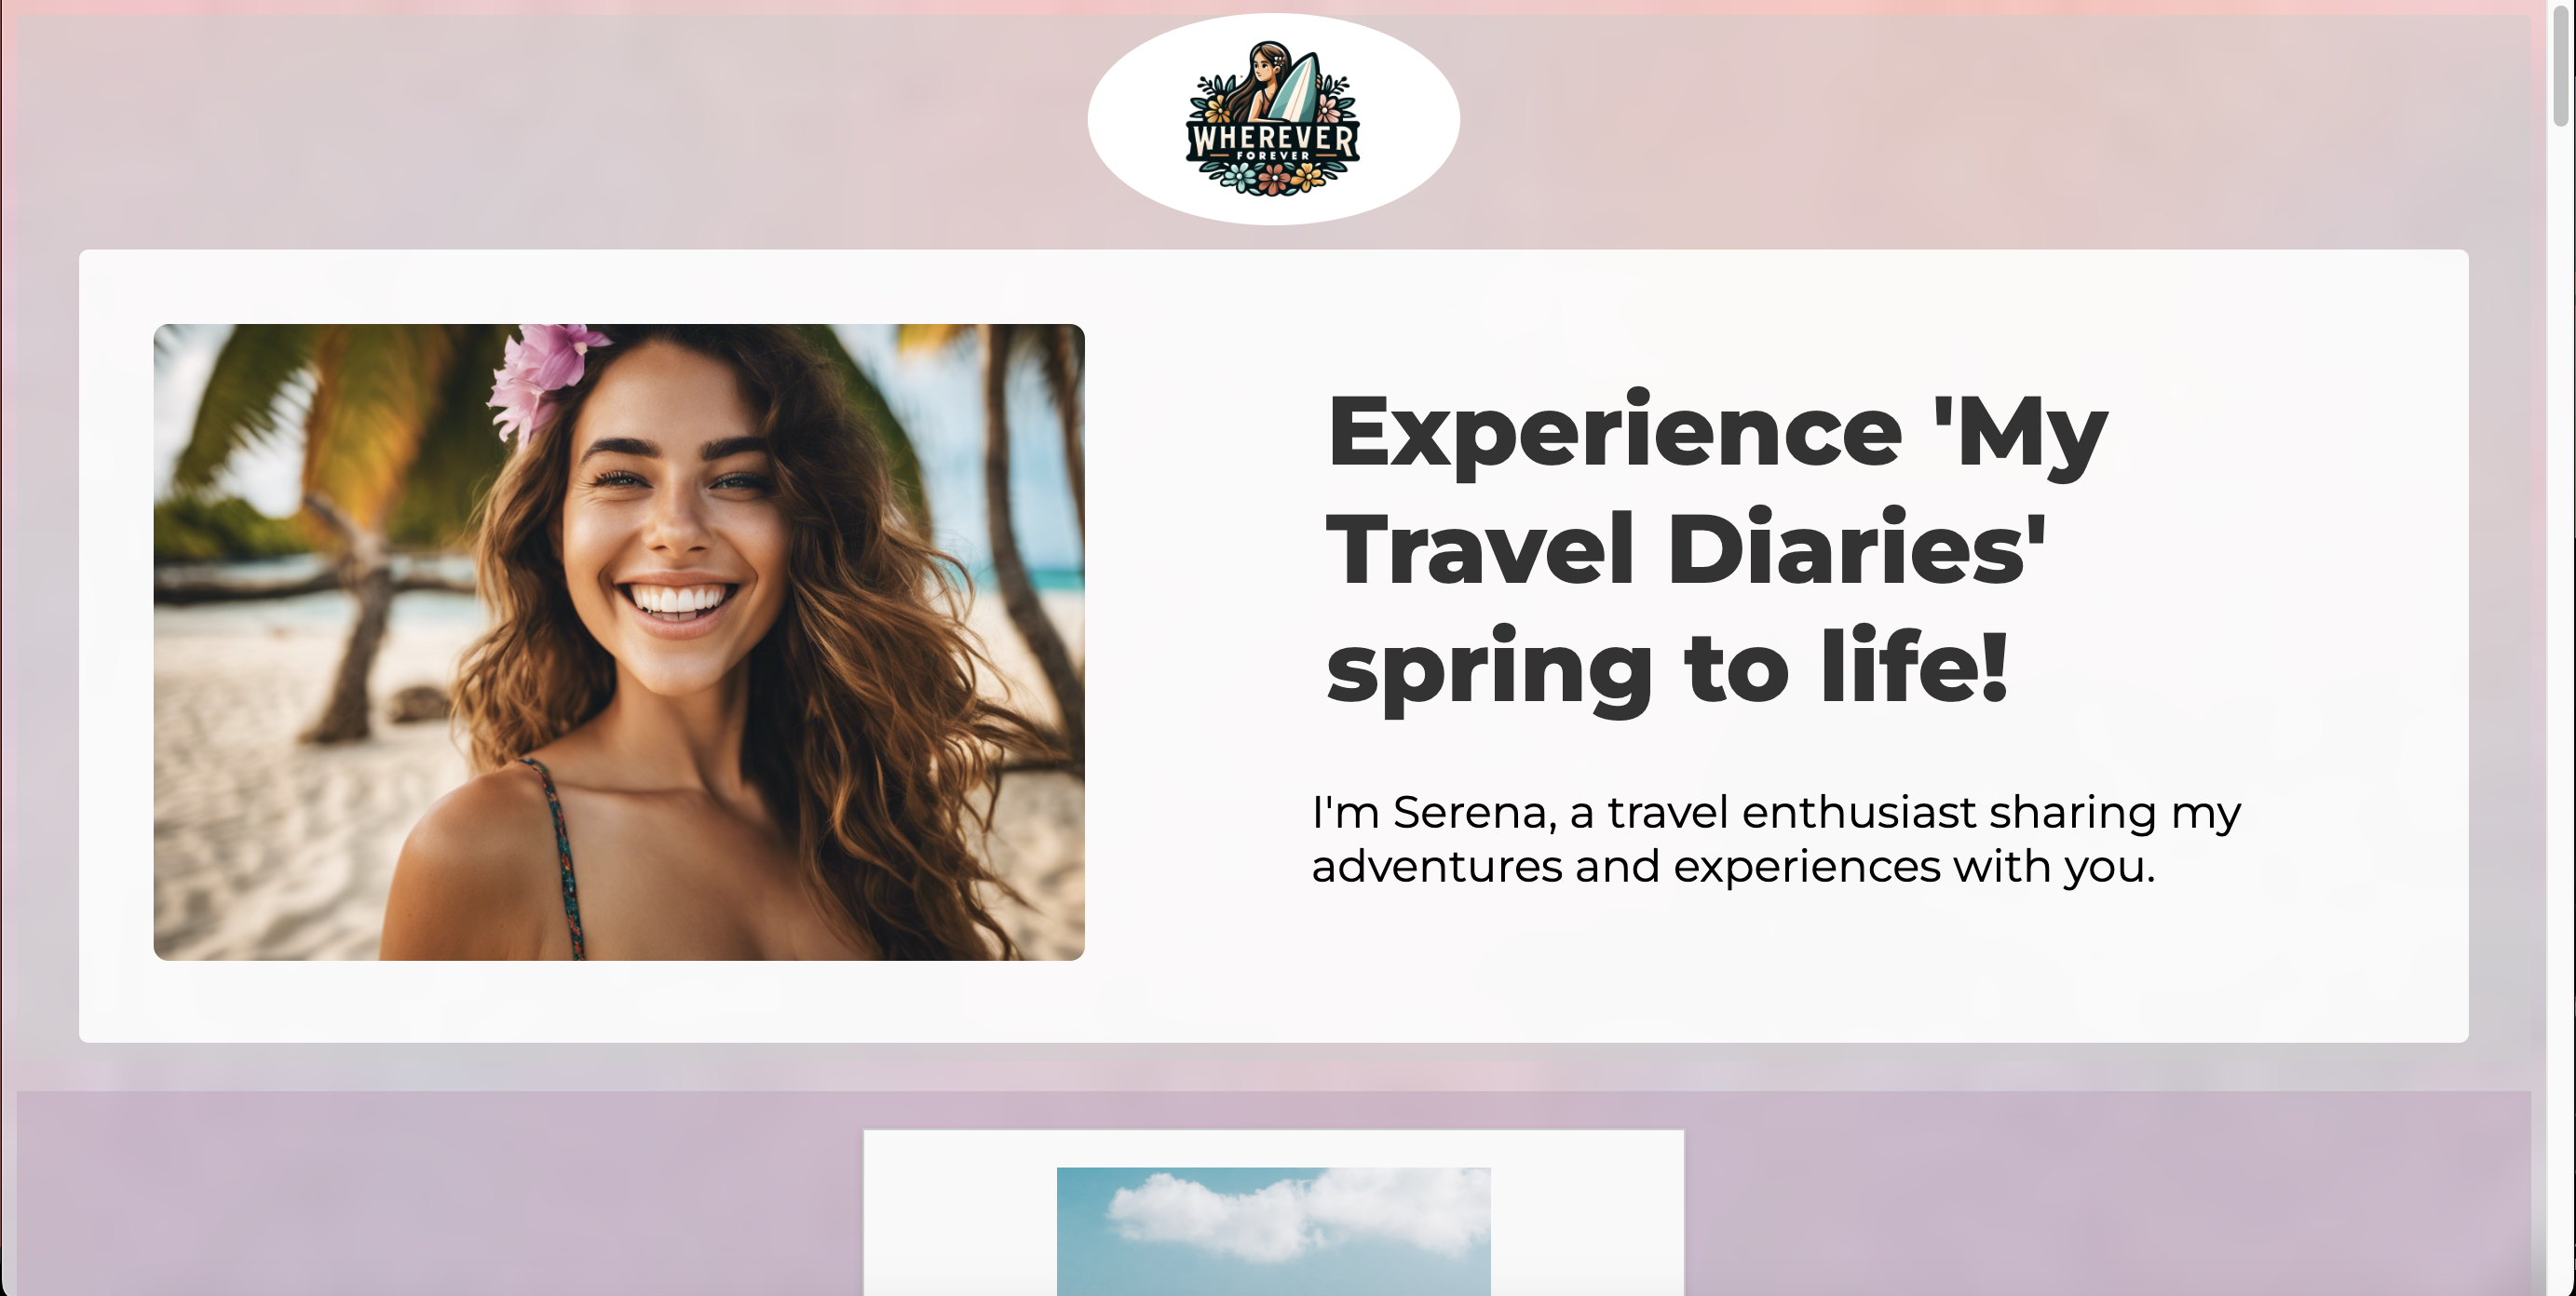 WHEREVER
FOREVER
Experience 'My
Travel Diaries'
spring to life!
I'm Serena, a travel enthusiast sharing my
adventures and experiences with you.